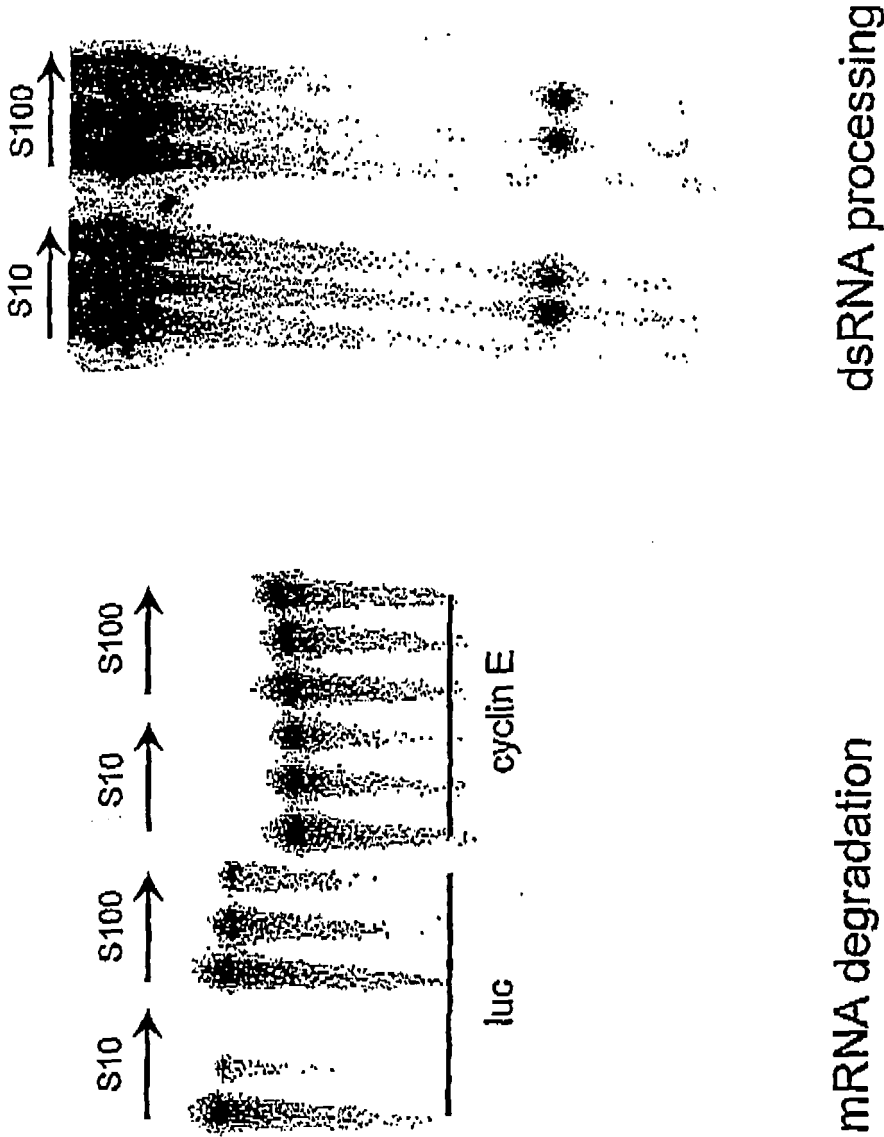 S10
S100
S10
S100
luc
cyclin E
mRNA degradation
S10
S100
dsRNA processing